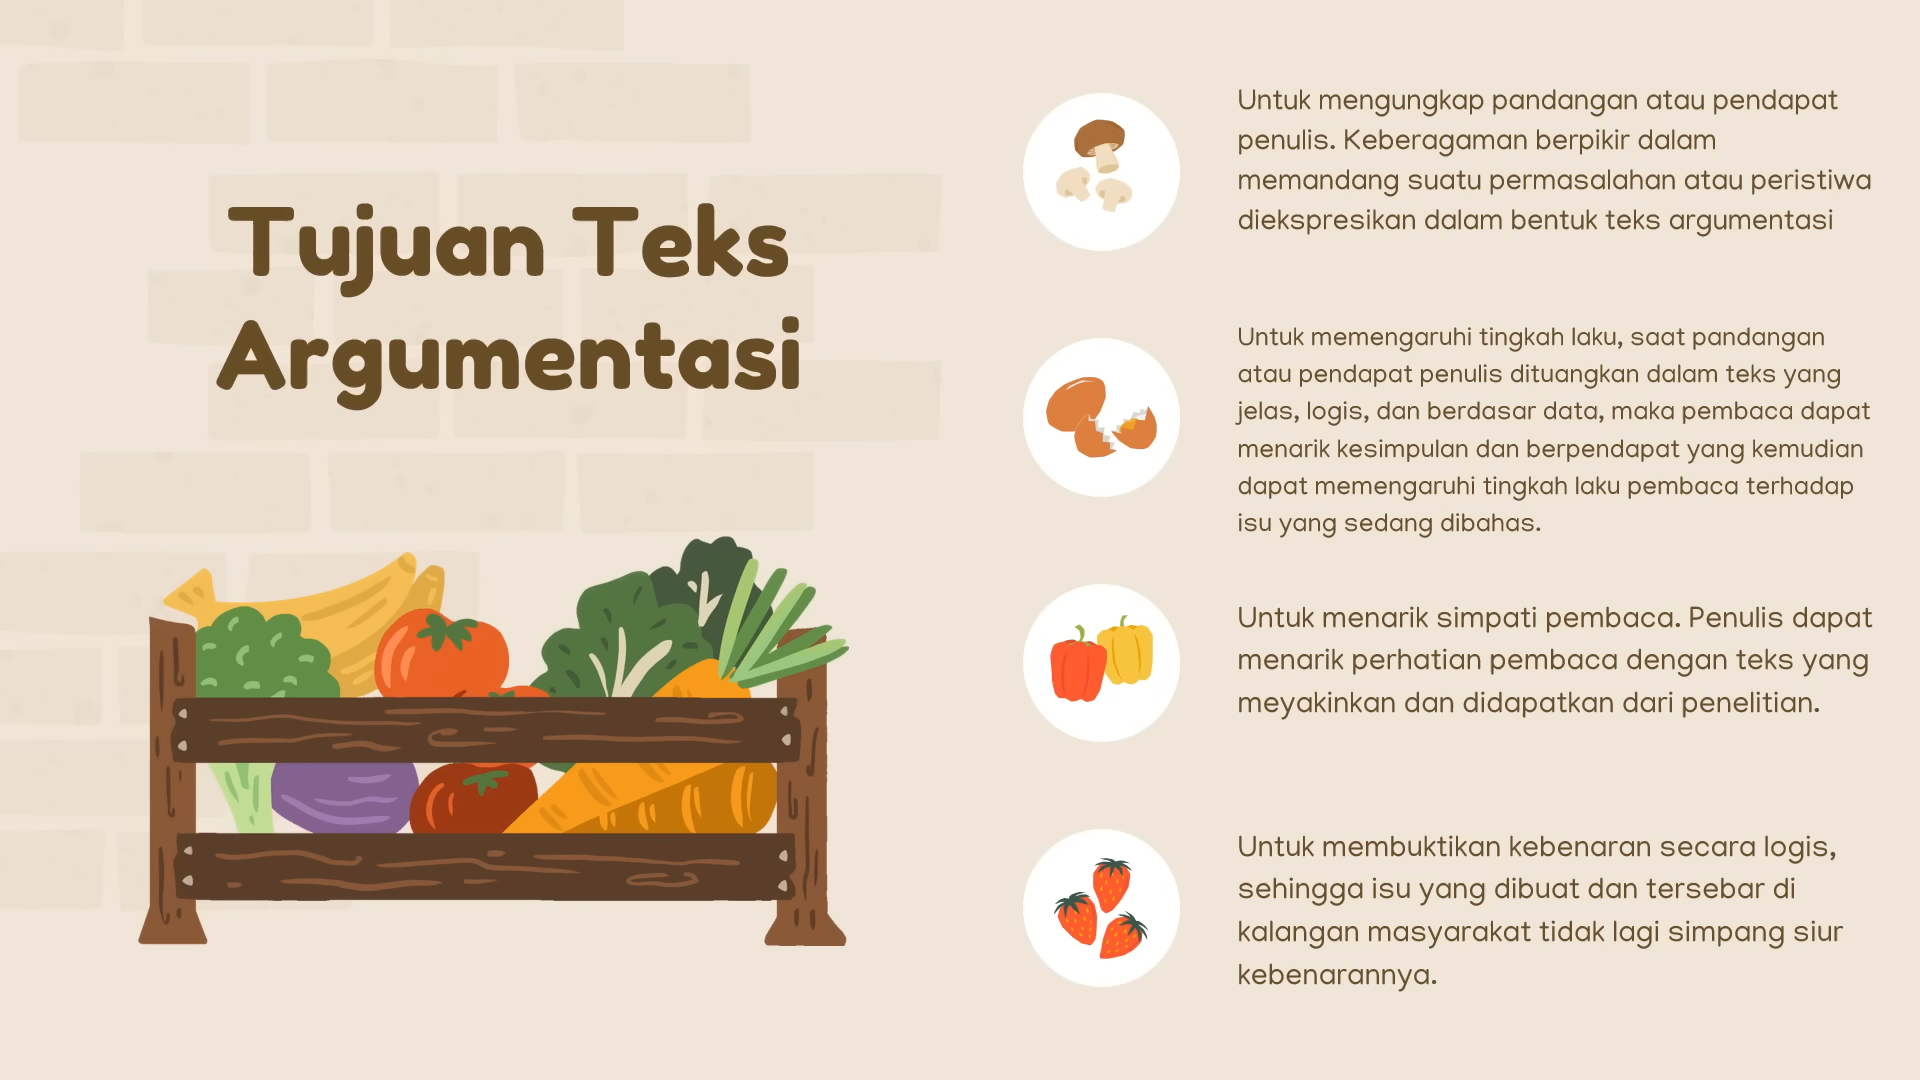 Tujuan Teks
Argumentasi
Untuk mengungkap pandangan atau pendapat
penulis. Keberagaman berpikir dalam
memandang suatu permasalahan atau peristiwa
diekspresikan dalam bentuk teks argumentasi
Untuk memengaruhi tingkah laku, saat pandangan
atau pendapat penulis dituangkan dalam teks yang
jelas, logis, dan berdasar data, maka pembaca dapat
menarik kesimpulan dan berpendapat yang kemudian
dapat memengaruhi tingkah laku pembaca terhadap
isu yang sedang dibahas.
Untuk menarik simpati pembaca. Penulis dapat
menarik perhatian pembaca dengan teks yang
meyakinkan dan didapatkan dari penelitian.
Untuk membuktikan kebenaran secara logis,
sehingga isu yang dibuat dan tersebar di
kalangan masyarakat tidak lagi simpang siur
kebenarannya.